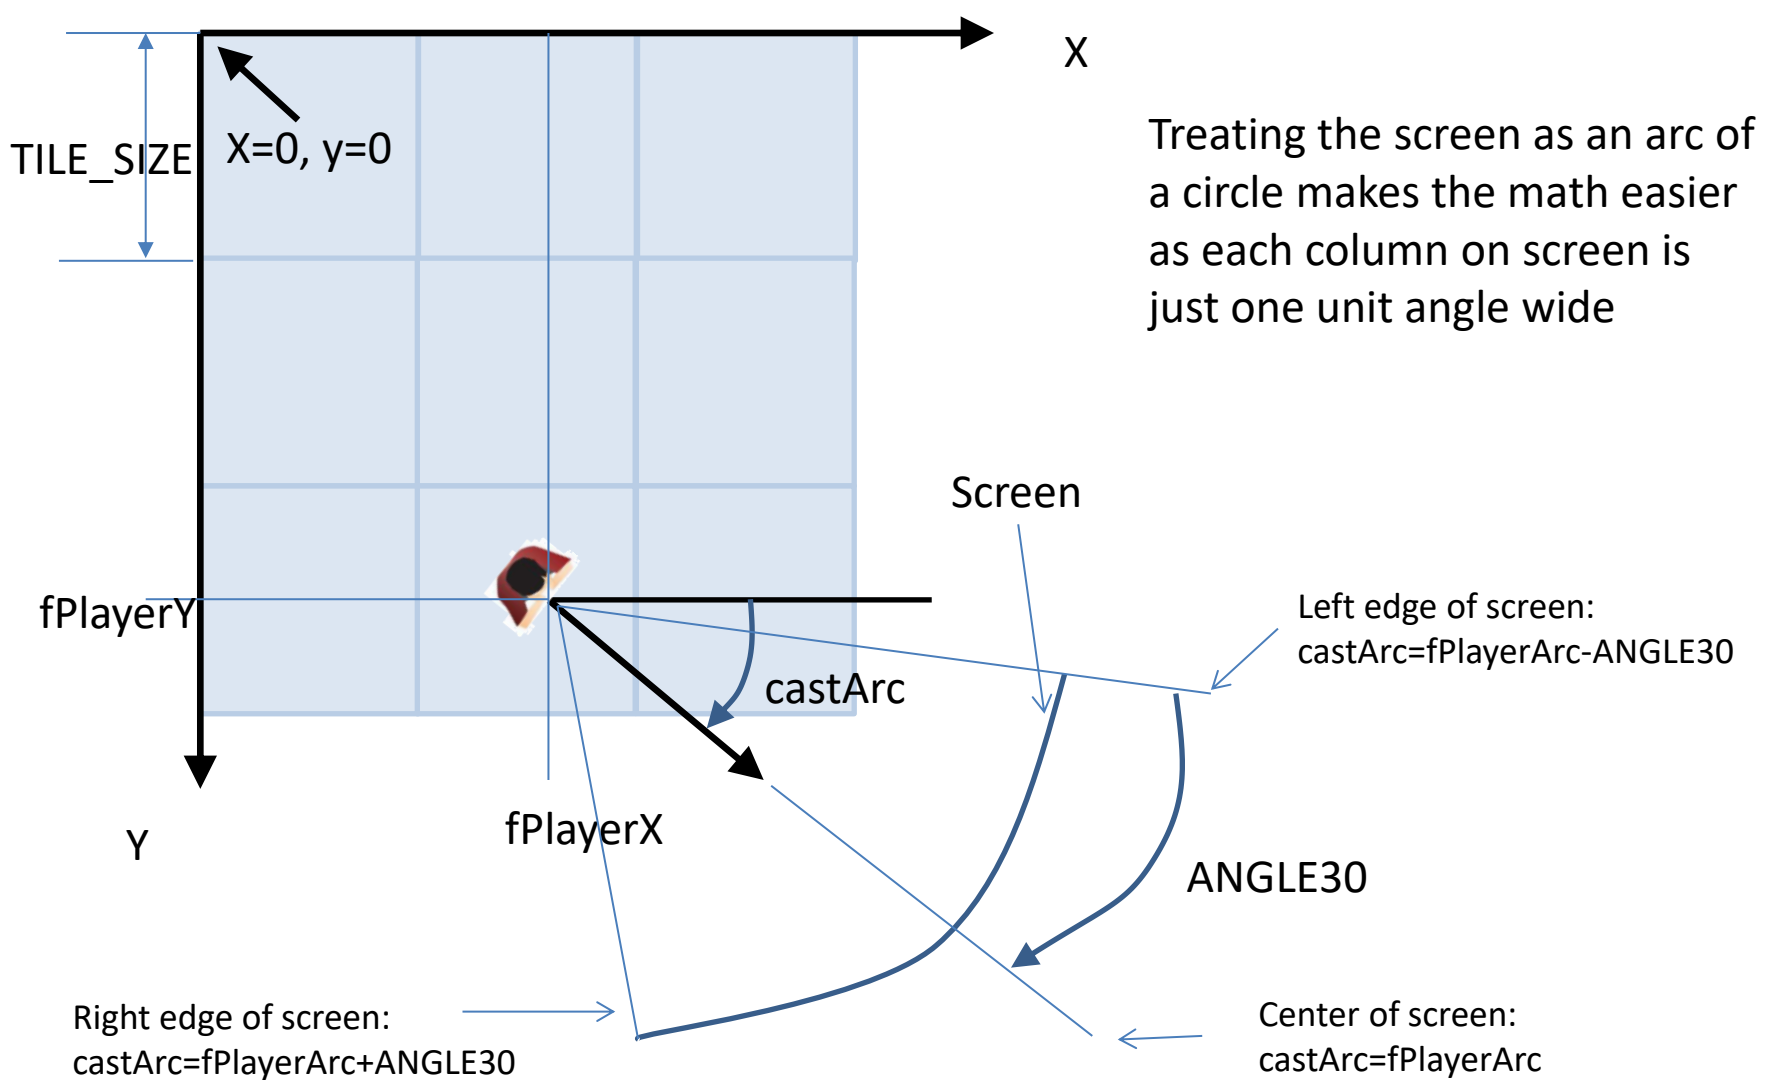 X
TILE_SIZE
X=0, y=0
Treating the screen as an arc of
a circle makes the math easier
as each column on screen is
just one unit angle wide
Screen
fPlayerY
Left edge of screen:
castArc=fPlayerArc-ANGLE30
castArc
fPlayerX
Y
ANGLE30
Right edge of screen:
castArc=fPlayerArc+ANGLE30
Center of screen:
castArc=fPlayerArc